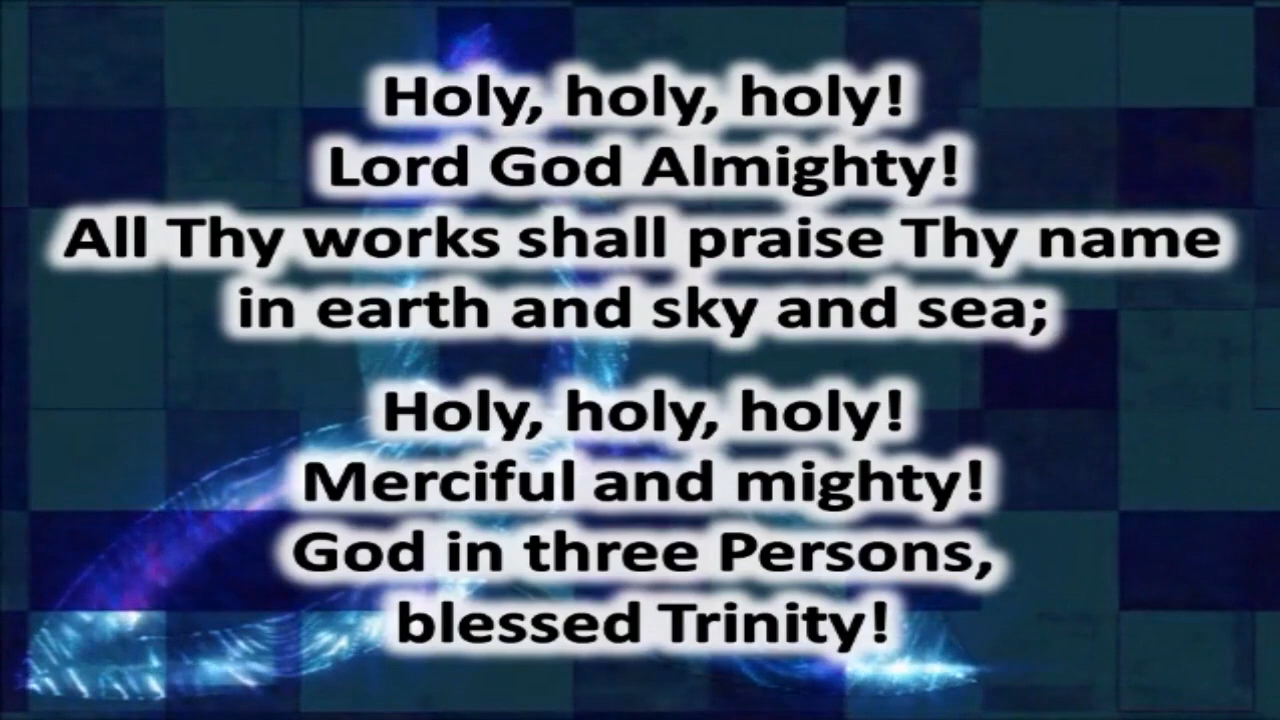 Holy, holy, holy!
Lord God Almighty!
All Thy works shall praise Thy name
in earth and sky and sea;
Holy, holy, holy!
Merciful and mighty!
God in three Persons,
blessed Trinity!